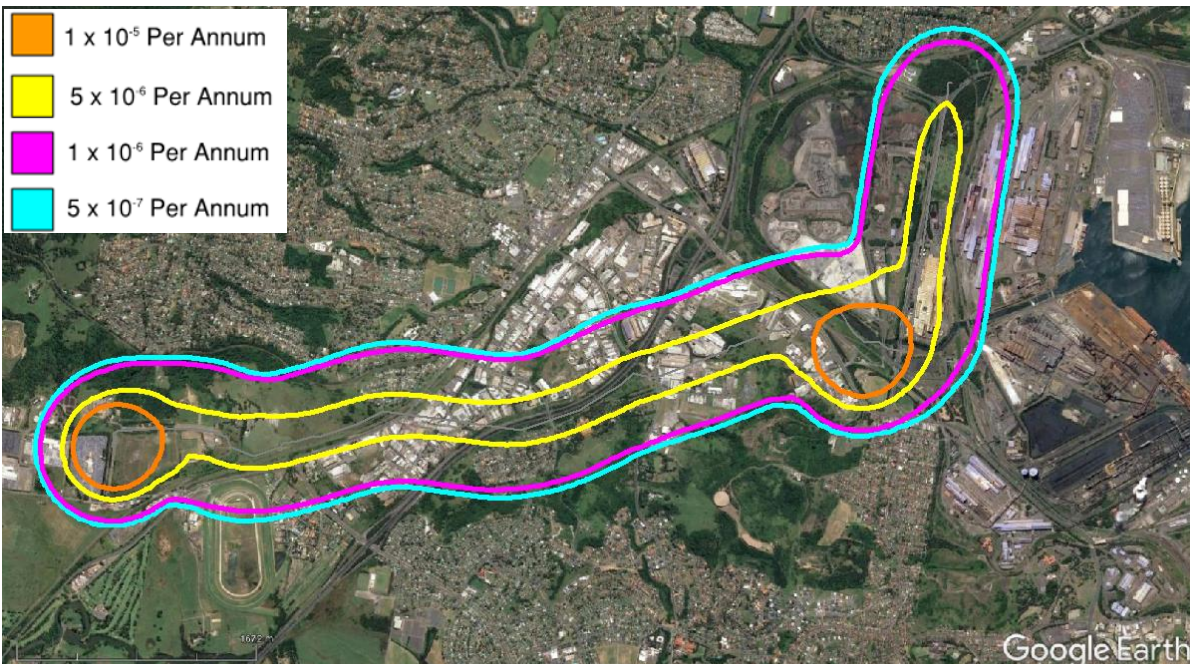 1 x 10⁻⁵ Per Annum
5 x 10⁻⁶ Per Annum
1 x 10⁻⁶ Per Annum
5 x 10⁻⁷ Per Annum
1672 m
Google Earth